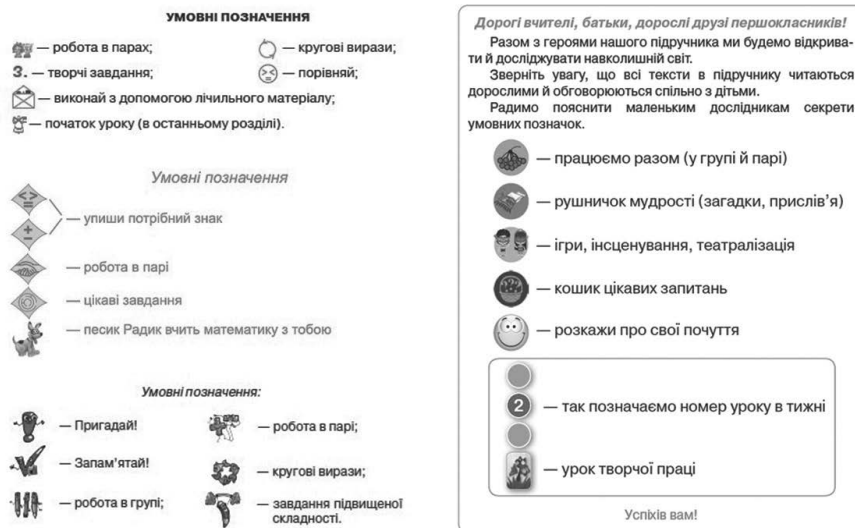 УМОВНІ ПОЗНАЧЕННЯ
— робота в парах;
— кругові вирази;
3. — творчі завдання;
— порівняй;
— виконай з допомогою лічильного матеріалу;
— початок уроку (в останньому розділі).
Умовні позначення
— упиши потрібний знак
— робота в парі
— цікаві завдання
— песик Радик вчить математику з тобою
Умовні позначення:
— Пригадай!
— робота в парі;
— Запам’ятай!
— кругові вирази;
— робота в групі;
— завдання підвищеної
складності.
Дорогі вчителі, батьки, дорослі друзі першокласників!
Разом з героями нашого підручника ми будемо відкрива-
ти й досліджувати навколишній світ.
Зверніть увагу, що всі тексти в підручнику читаються
дорослими й обговорюються спільно з дітьми.
Радимо пояснити маленьким дослідникам секрети
умовних позначок.
— працюємо разом (у групі й парі)
— рушничок мудрості (загадки, прислів’я)
— ігри, інсценування, театралізація
— кошик цікавих запитань
— розкажи про свої почуття
2 — так позначаємо номер уроку в тижні
— урок творчої праці
Успіхів вам!